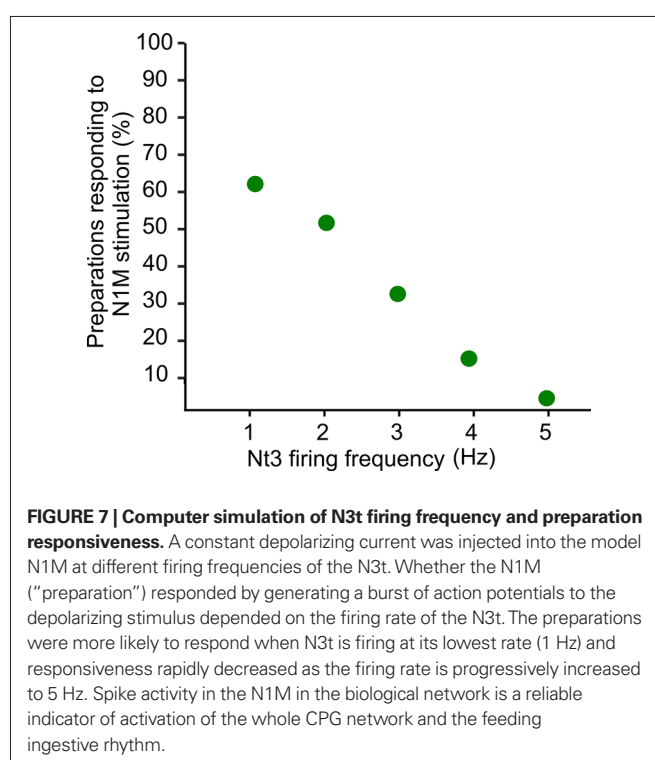 100
90
80
70
60
50
40
30
20
10
Preparations responding to
N1M stimulation (%)
1 2 3 4 5
Nt3 firing frequency (Hz)
FIGURE 7 | Computer simulation of N3t firing frequency and preparation
responsiveness. A constant depolarizing current was injected into the model
N1M at different firing frequencies of the N3t. Whether the N1M
(“preparation”) responded by generating a burst of action potentials to the
depolarizing stimulus depended on the firing rate of the N3t. The preparations
were more likely to respond when N3t is firing at its lowest rate (1 Hz) and
responsiveness rapidly decreased as the firing rate is progressively increased
to 5 Hz. Spike activity in the N1M in the biological network is a reliable
indicator of activation of the whole CPG network and the feeding
ingestive rhythm.